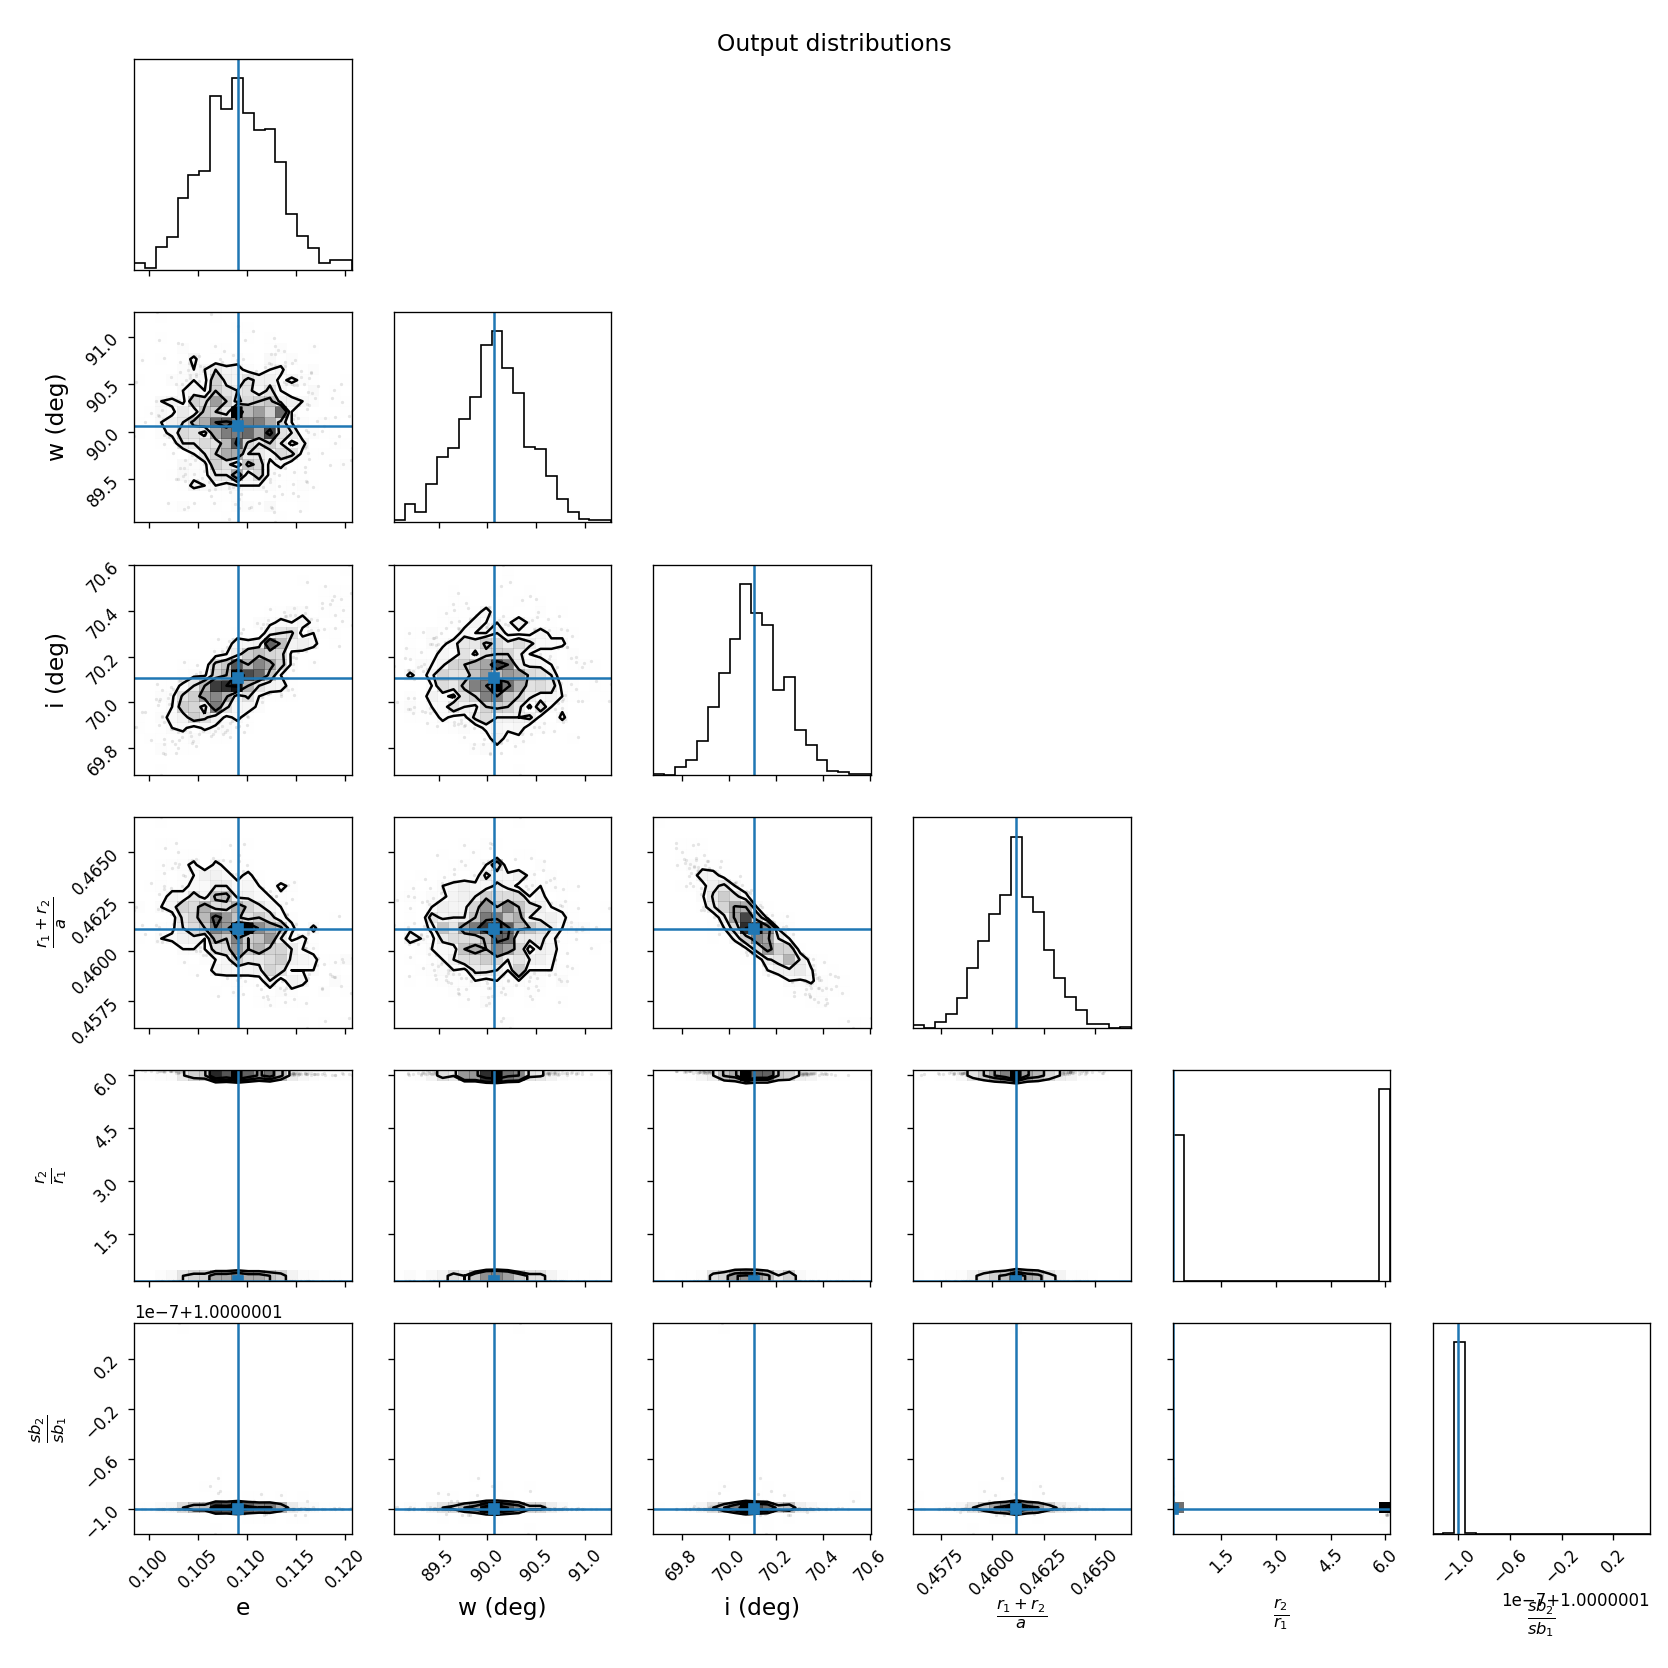 Output distributions
91.0
90.5
90.0
89.5
w (deg)
70.6
70.4
70.2
70.0
69.8
i (deg)
0.4650
0.4625
0.4600
0.4575
r₁ + r₂
a
6.0
4.5
3.0
1.5
r₂
r₁
1e−7+1.0000001
0.2
−0.2
−0.6
−1.0
sb₂
sb₁
0.100 0.105 0.110 0.115 0.120 89.5 90.0 90.5 91.0 69.8 70.0 70.2 70.4 70.6 0.4575 0.4600 0.4625 0.4650 1.5 3.0 4.5 6.0 −1.0 −0.6 −0.2 0.2
1e−7+1.0000001
e w (deg) i (deg)
r₁ + r₂ r₂ sb₂
a r₁ sb₁